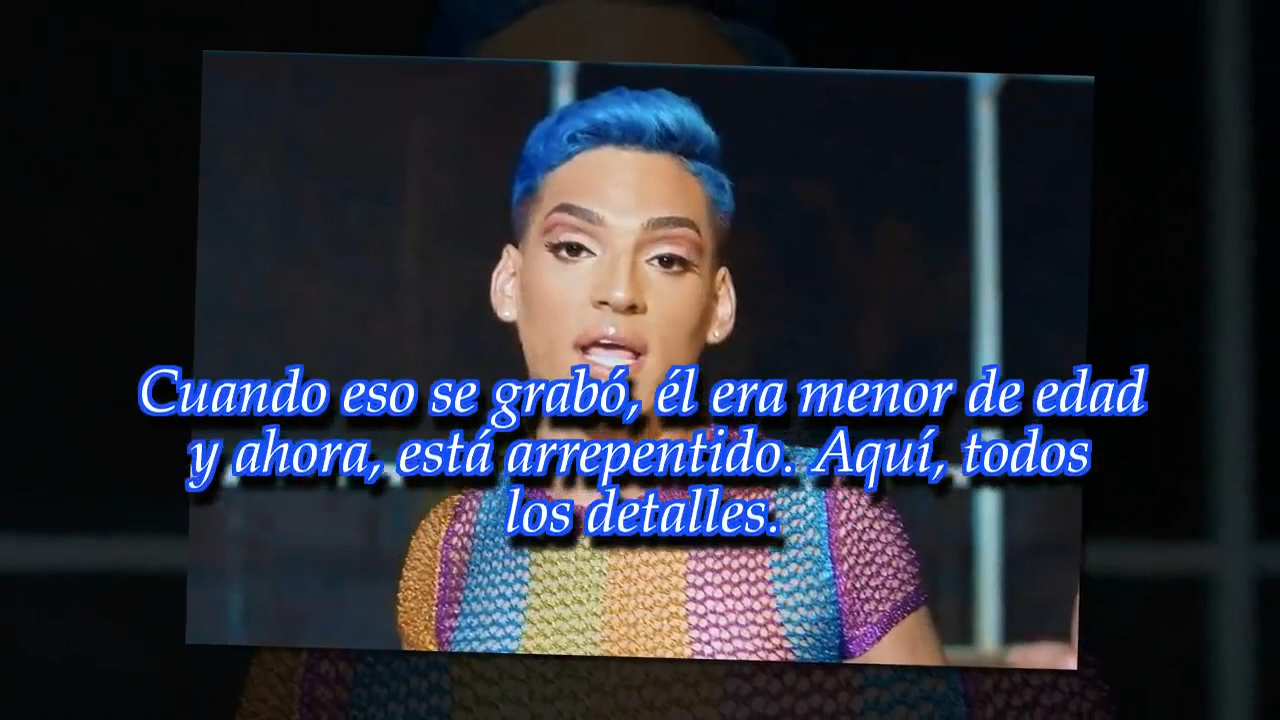 Cuando eso se grabó, él era menor de edad
y ahora, está arrepentido. Aquí, todos
los detalles.